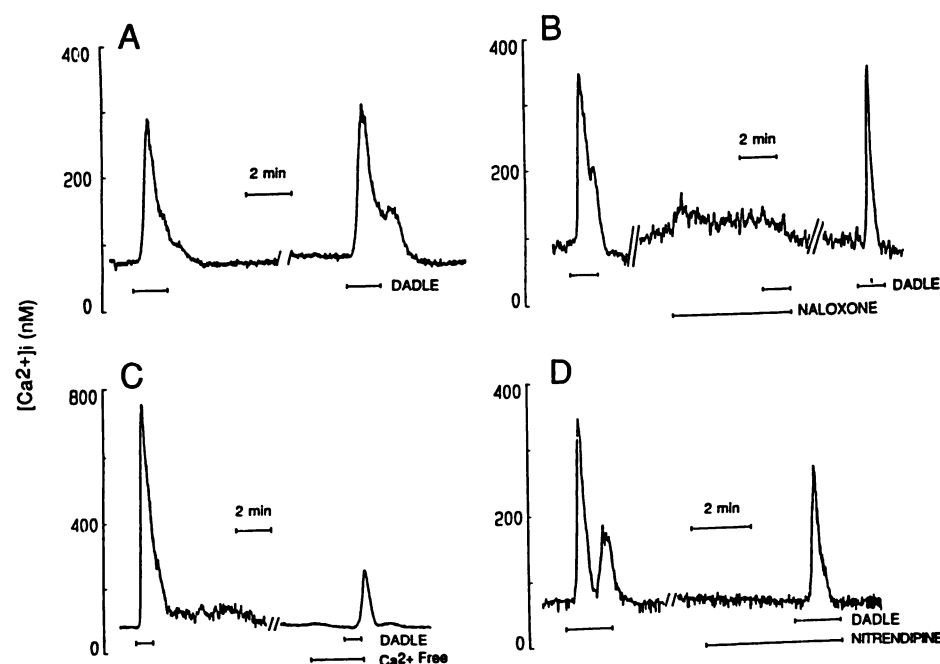 A
400
200
0
2 min
DADLE
B
400
200
0
2 min
DADLE
NALOXONE
[Ca2+]i (nM)
C
800
400
0
2 min
DADLE
Ca2+ Free
D
400
200
0
2 min
DADLE
NITRENDIPINE